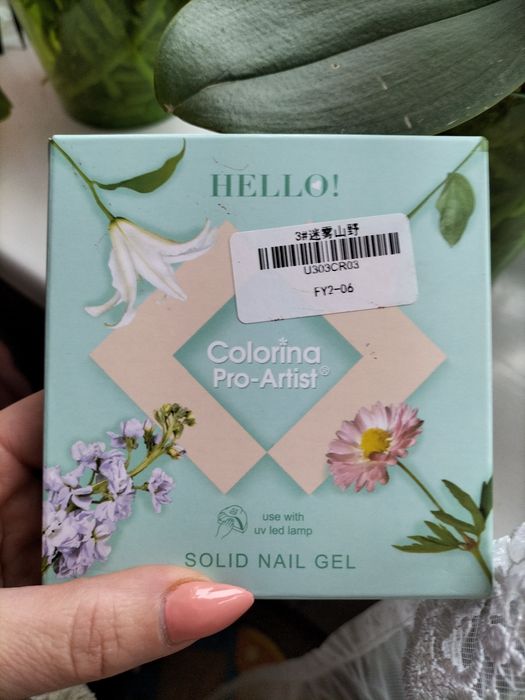 HELLO!
3#迷雾山野
U303CR03
FY2-06
Colorina
Pro-Artist®
use with
uv led lamp
SOLID NAIL GEL